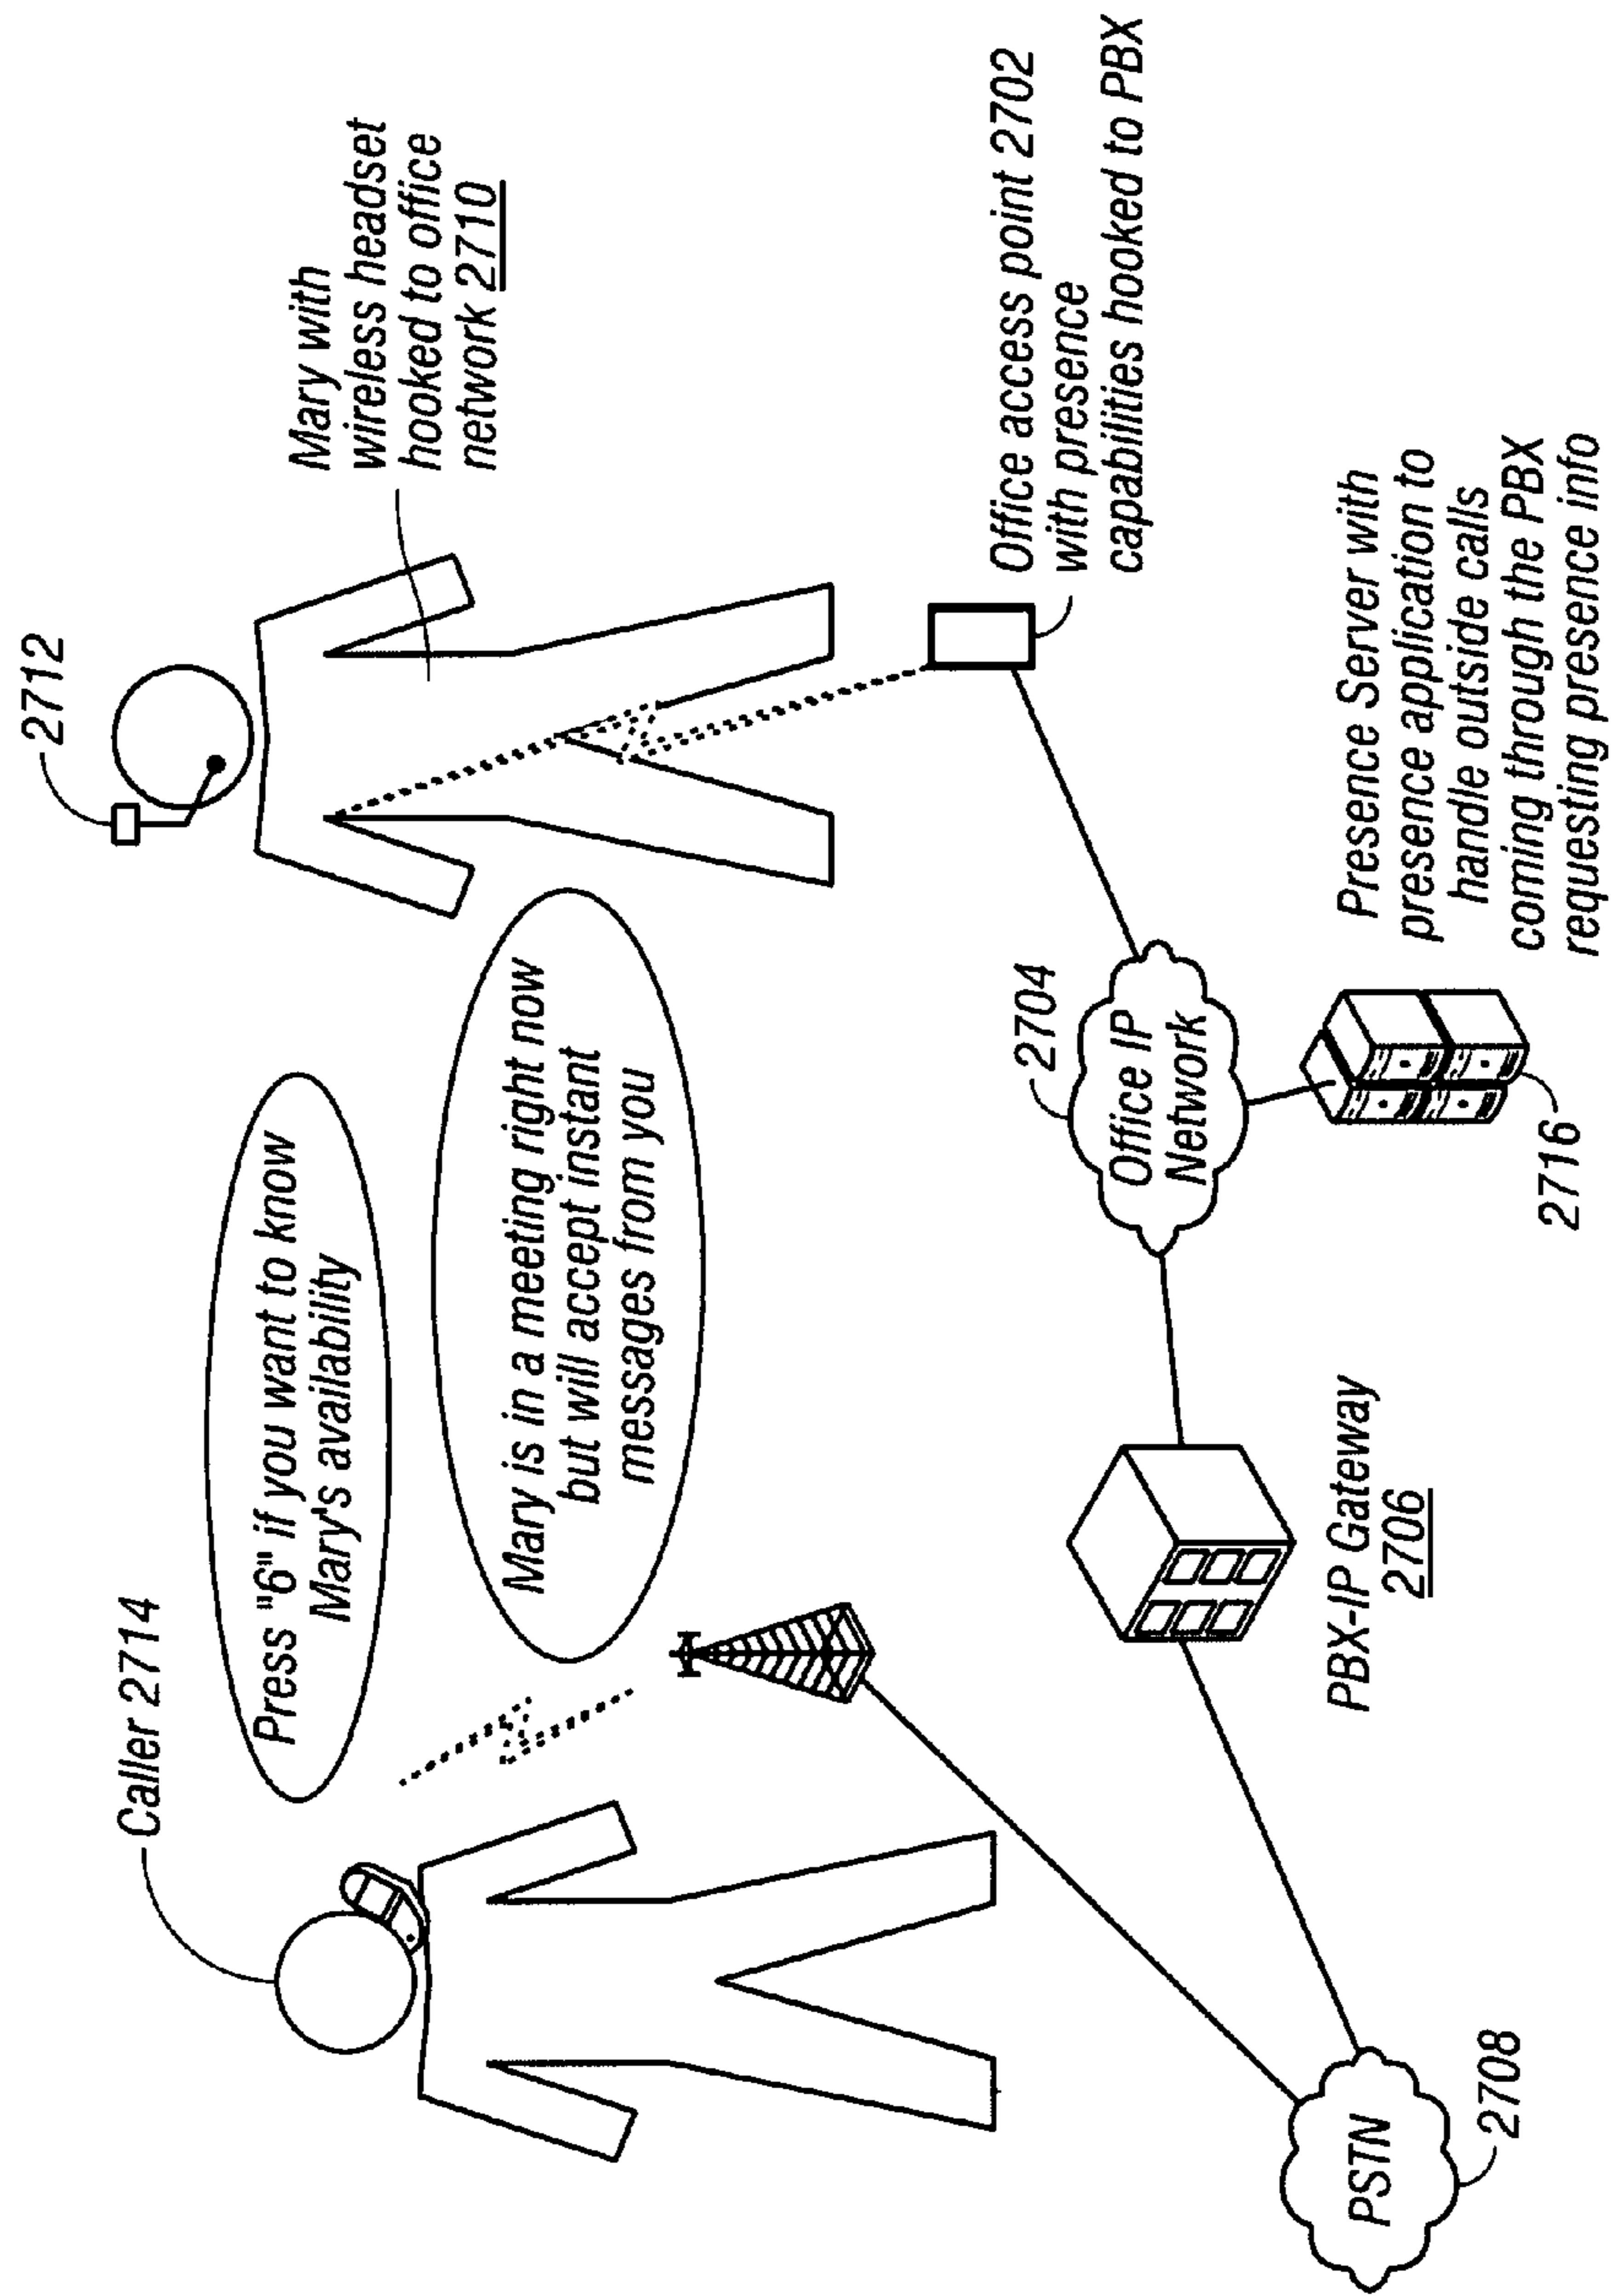 Caller 2714
Press "6" if you want to know
Mary's availability
Mary is in a meeting right now
but will accept instant
messages from you
2712
Mary with
wireless headset
hooked to office
network 2710
Office access point 2702
with presence
capabilities hooked to PBX
2704
Office IP
Network
PBX-IP Gateway
2706
PSTN
2708
2716
Presence Server with
presence application to
handle outside calls
coming through the PBX
requesting presence info